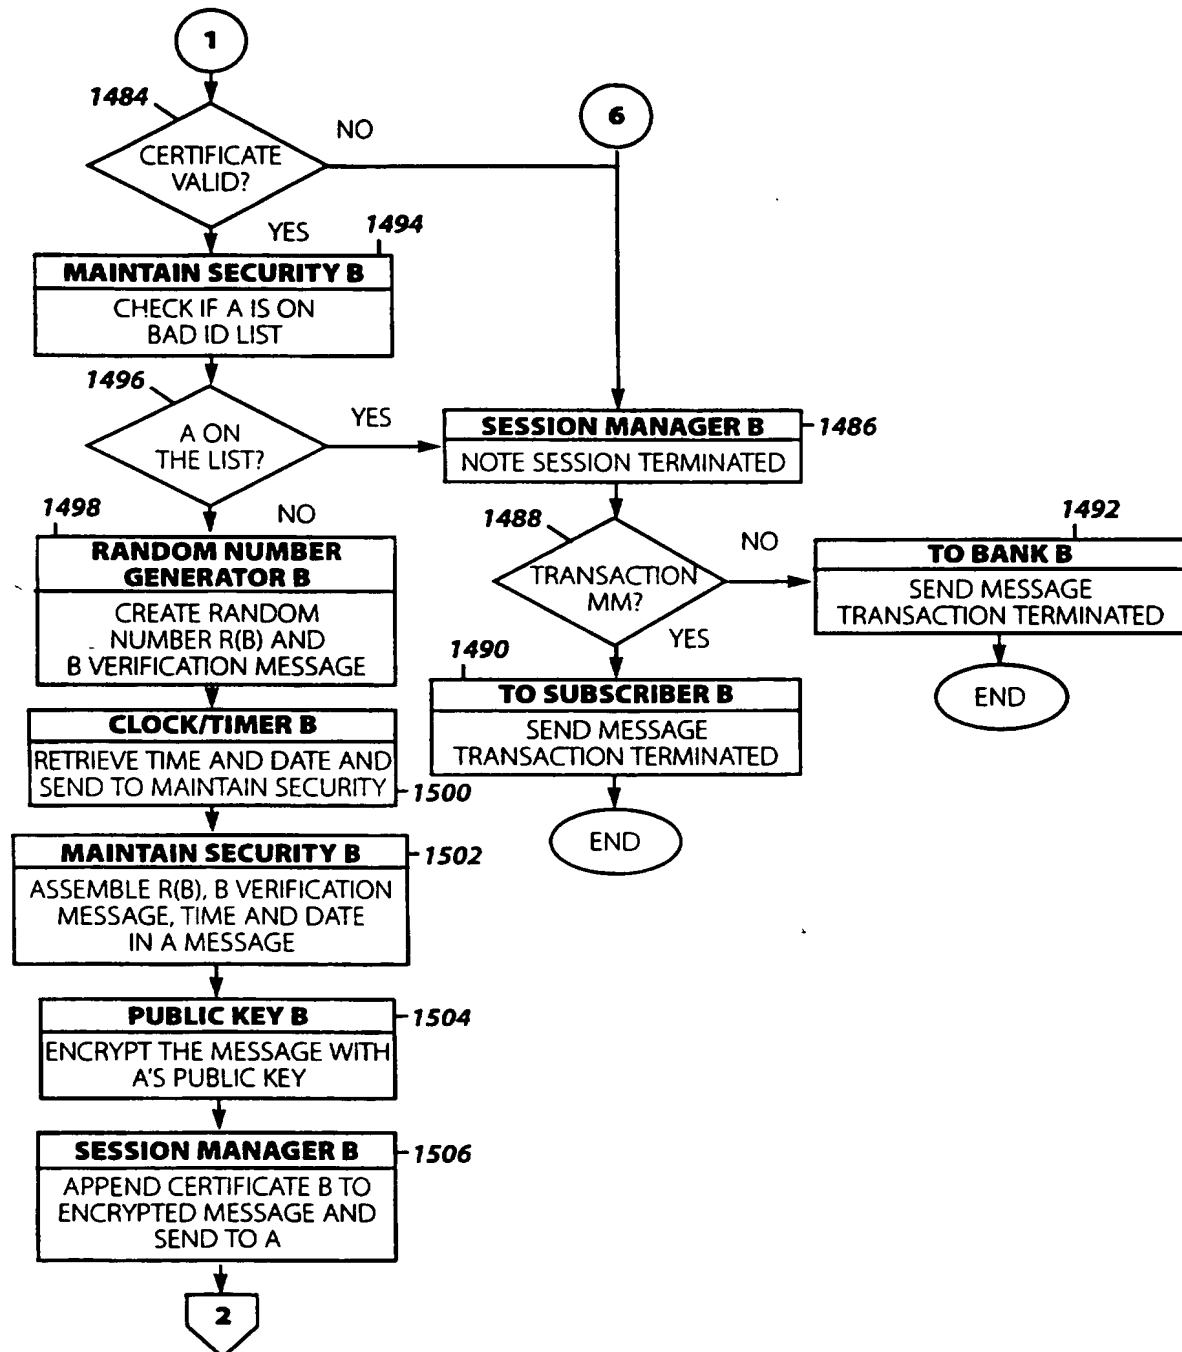 1
1484
CERTIFICATE
VALID?
NO
6
YES
1494
MAINTAIN SECURITY B
CHECK IF A IS ON
BAD ID LIST
1496
A ON
THE LIST?
YES
SESSION MANAGER B
1486
NOTE SESSION TERMINATED
NO
1498
RANDOM NUMBER
GENERATOR B
CREATE RANDOM
NUMBER R(B) AND
B VERIFICATION MESSAGE
1488
TRANSACTION
MM?
NO
1492
TO BANK B
SEND MESSAGE
TRANSACTION TERMINATED
END
YES
1490
TO SUBSCRIBER B
SEND MESSAGE
TRANSACTION TERMINATED
END
CLOCK/TIMER B
RETRIEVE TIME AND DATE AND
SEND TO MAINTAIN SECURITY
1500
MAINTAIN SECURITY B
1502
ASSEMBLE R(B), B VERIFICATION
MESSAGE, TIME AND DATE
IN A MESSAGE
PUBLIC KEY B
1504
ENCRYPT THE MESSAGE WITH
A'S PUBLIC KEY
SESSION MANAGER B
1506
APPEND CERTIFICATE B TO
ENCRYPTED MESSAGE AND
SEND TO A
2